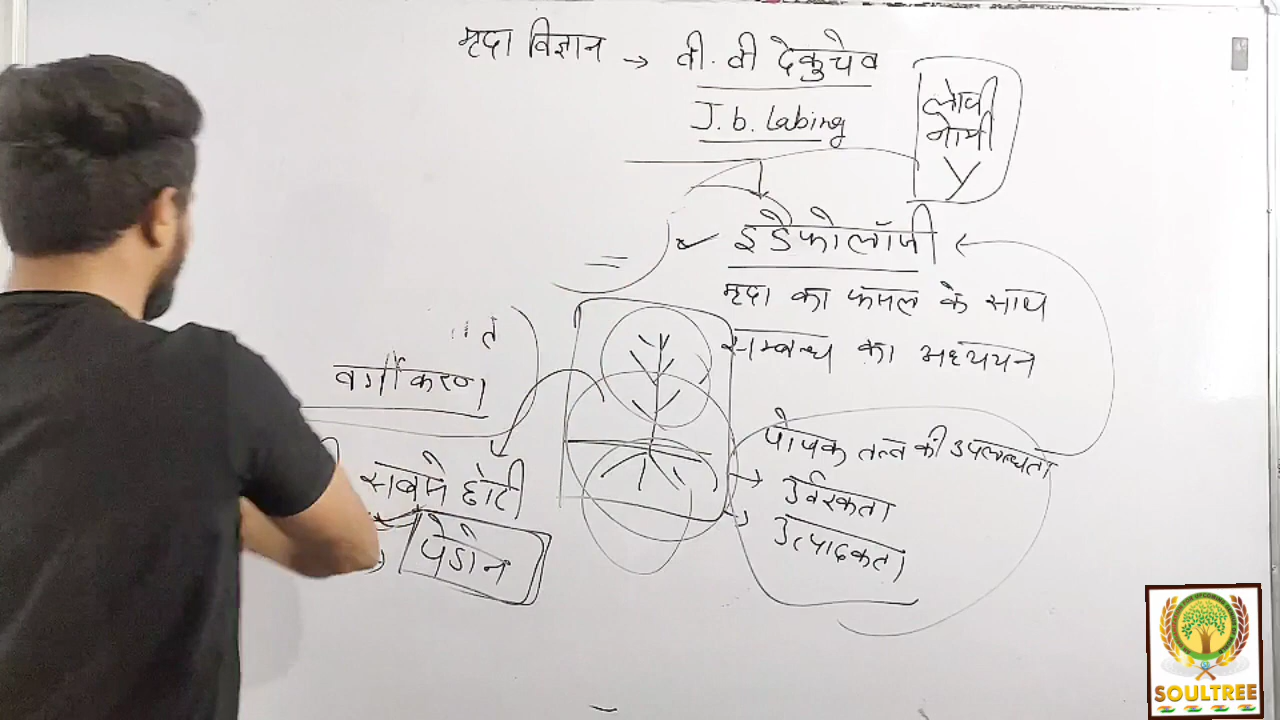 मृदा विज्ञान → वी. वी देकुचेव
J. b. Labing
इडैफोलॉजी
मृदा का फसल के साथ
सम्बन्ध का अध्ययन
वर्गीकरण
पोषक तत्व की उपलब्धता
→ उर्वरकता
→ उत्पादकता
सबसे छोटी
पेडोन
SOULTREE